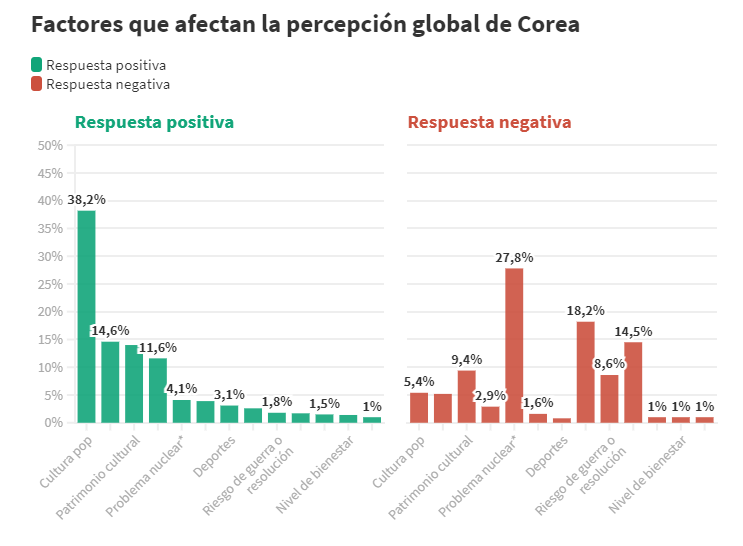 Factores que afectan la percepción global de Corea
Respuesta positiva
Respuesta negativa
Respuesta positiva
Respuesta negativa
50%
45%
40%
35%
30%
25%
20%
15%
10%
5%
0%
38,2%
14,6%
11,6%
4,1%
3,1%
1,8%
1,5%
1%
5,4%
9,4%
2,9%
27,8%
1,6%
18,2%
8,6%
14,5%
1%
1%
1%
Cultura pop
Patrimonio cultural
Problema nuclear*
Deportes
Riesgo de guerra o
resolución
Nivel de bienestar
Cultura pop
Patrimonio cultural
Problema nuclear*
Deportes
Riesgo de guerra o
resolución
Nivel de bienestar